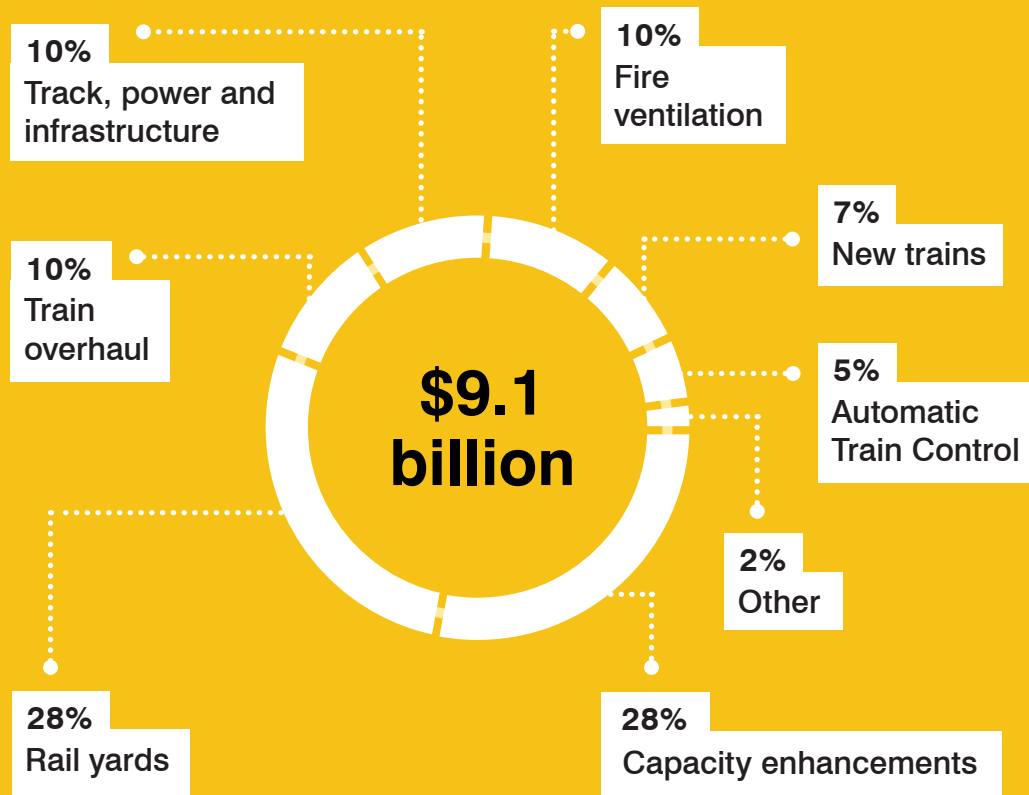 10%
Track, power and
infrastructure
10%
Fire
ventilation
7%
New trains
10%
Train
overhaul
5%
Automatic
Train Control
$9.1
billion
2%
Other
28%
Rail yards
28%
Capacity enhancements